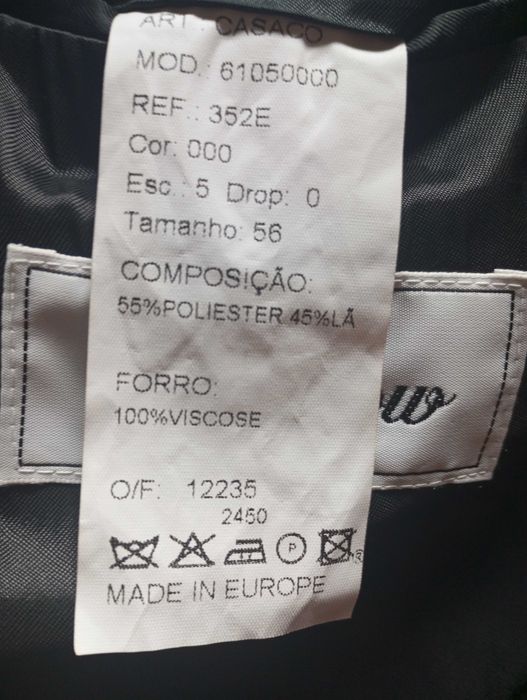 ART.: CASACO
MOD.: 61050000
REF.: 352E
Cor: 000
Esc.: 5 Drop: 0
Tamanho: 56
COMPOSIÇÃO:
55%POLIESTER 45%LÃ
FORRO:
100%VISCOSE
O/F: 12235
2450
P
®
MADE IN EUROPE